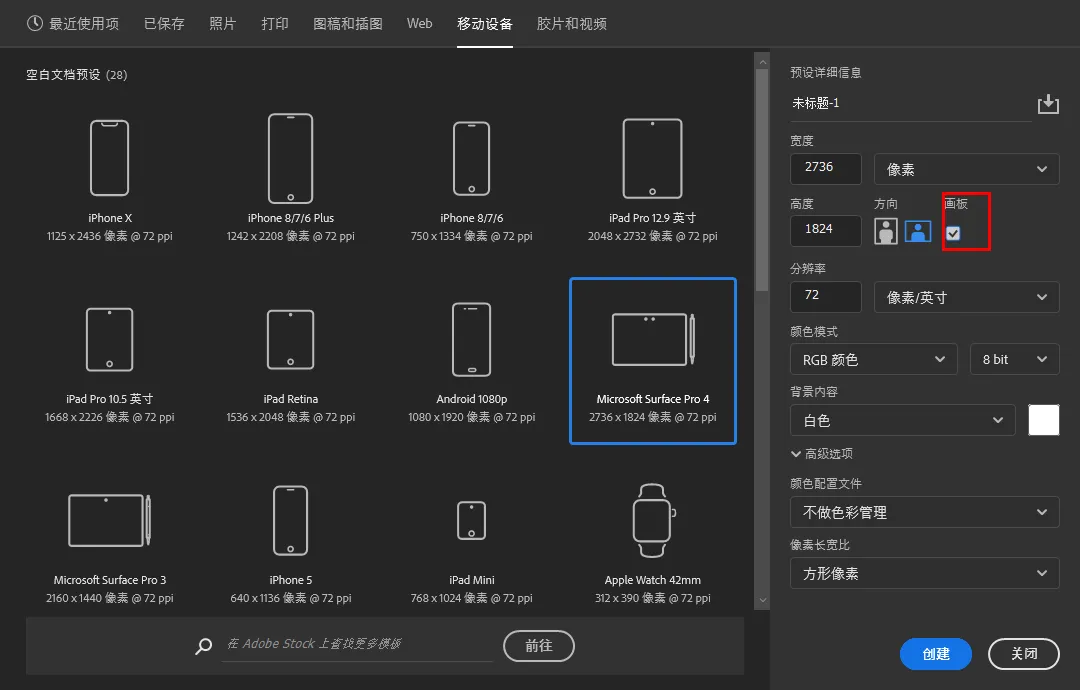 最近使用项 已保存 照片 打印 图稿和插图 Web 移动设备 胶片和视频
空白文档预设 (28)
iPhone X
1125 x 2436 像素 @ 72 ppi
iPhone 8/7/6 Plus
1242 x 2208 像素 @ 72 ppi
iPhone 8/7/6
750 x 1334 像素 @ 72 ppi
iPad Pro 12.9 英寸
2048 x 2732 像素 @ 72 ppi
iPad Pro 10.5 英寸
1668 x 2226 像素 @ 72 ppi
iPad Retina
1536 x 2048 像素 @ 72 ppi
Android 1080p
1080 x 1920 像素 @ 72 ppi
Microsoft Surface Pro 4
2736 x 1824 像素 @ 72 ppi
Microsoft Surface Pro 3
2160 x 1440 像素 @ 72 ppi
iPhone 5
640 x 1136 像素 @ 72 ppi
iPad Mini
768 x 1024 像素 @ 72 ppi
Apple Watch 42mm
312 x 390 像素 @ 72 ppi
在 Adobe Stock 上查找更多模板
前往
预设详细信息
未标题-1
宽度
2736 像素
高度 方向 画板
1824
分辨率
72 像素/英寸
颜色模式
RGB 颜色 8 bit
背景内容
白色
高级选项
颜色配置文件
不做色彩管理
像素长宽比
方形像素
创建 关闭